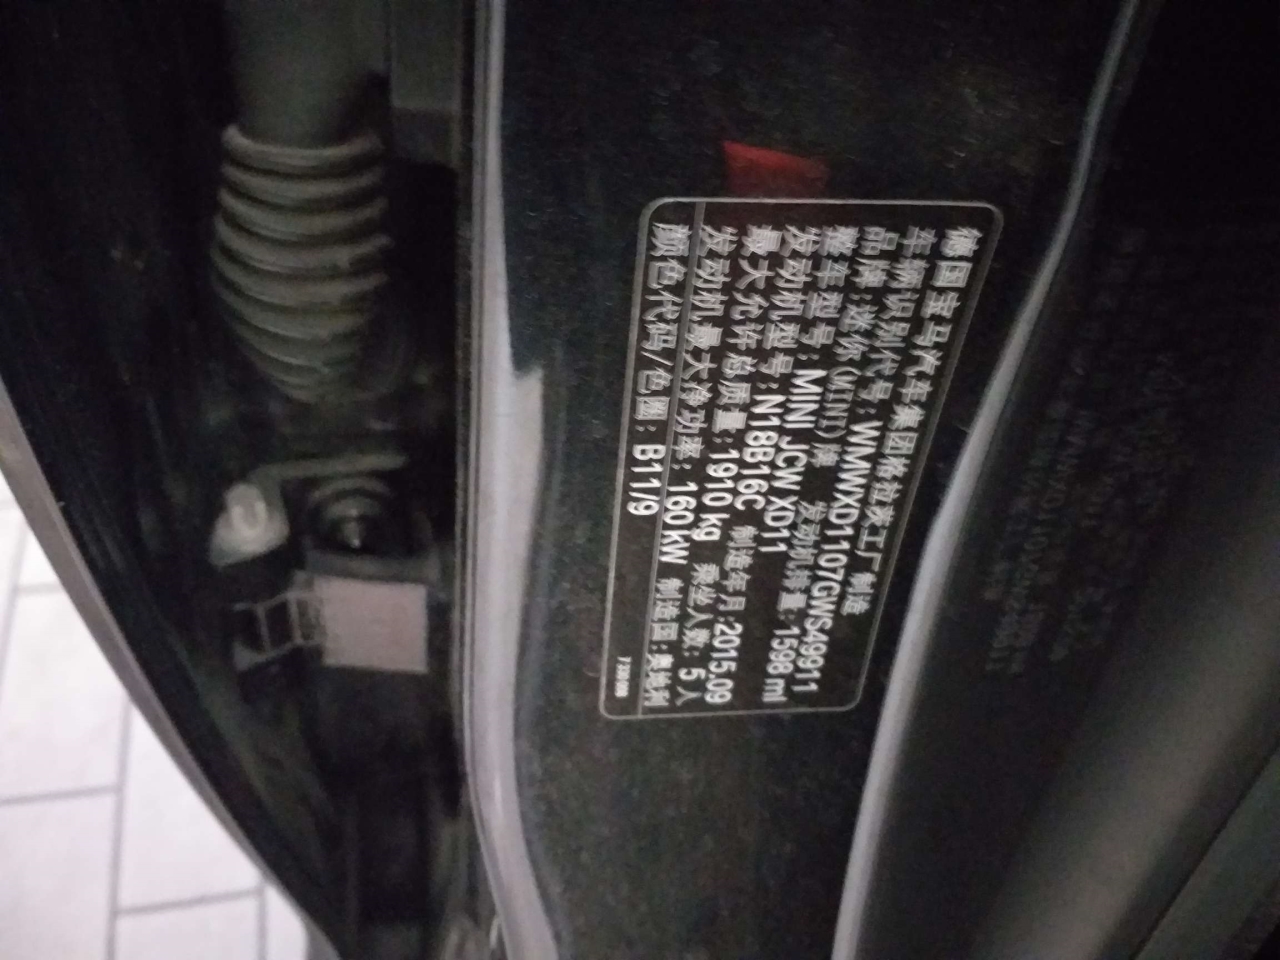 德国宝马汽车集团格拉兹工厂 制造
车辆识别代号:WMWXD1107GWS49911
品牌:迷你(MINI)牌 发动机排量:1598 ml
整车型号:MINI JCW XD11
发动机型号:N18B16C 制造年月:2015.09
最大允许总质量:1910 kg 乘坐人数:5人
发动机最大净功率:160 kW 制造国:奥地利
颜色代码/色圈:B11/9